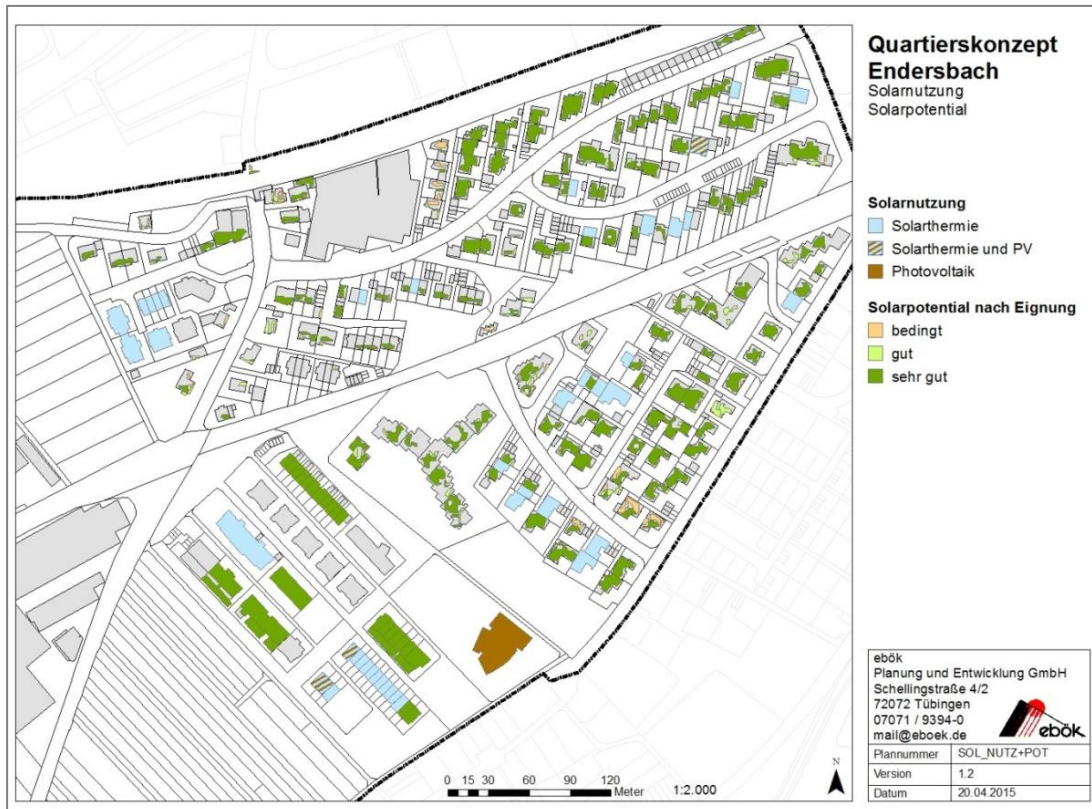 Quartierskonzept
Endersbach
Solarnutzung
Solarpotential
Solarnutzung
Solarthermie
Solarthermie und PV
Photovoltaik
Solarpotential nach Eignung
bedingt
gut
sehr gut
ebök
Planung und Entwicklung GmbH
Schellingstraße 4/2
72072 Tübingen
07071 / 9394-0
mail@eboek.de
ebök
Plannummer SOL_NUTZ+POT
Version 1.2
Datum 20.04.2015
N
0 15 30 60 90 120
Meter 1:2.000